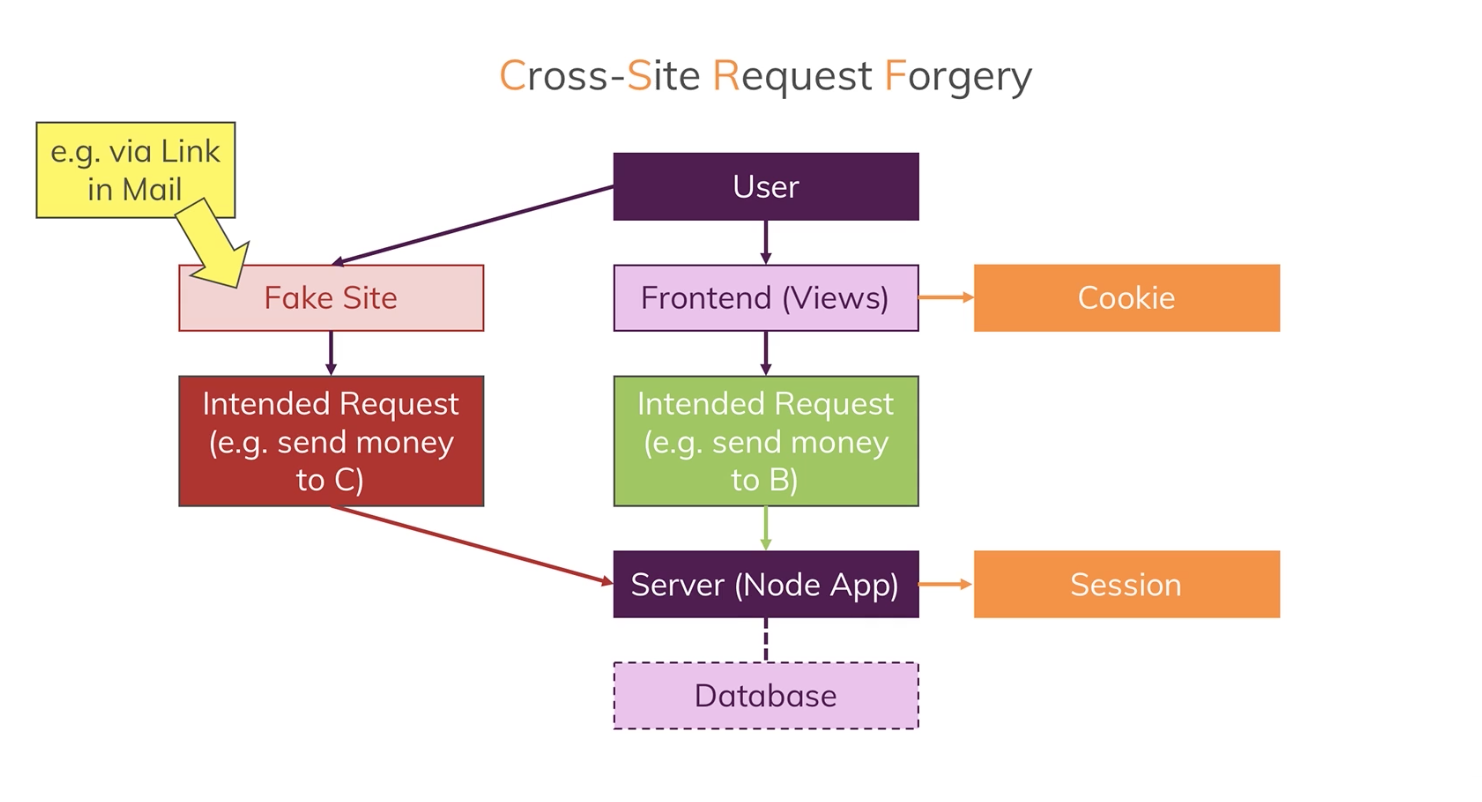 Cross-Site Request Forgery
e.g. via Link
in Mail
User
Fake Site
Frontend (Views)
Cookie
Intended Request
(e.g. send money
to C)
Intended Request
(e.g. send money
to B)
Server (Node App)
Session
Database